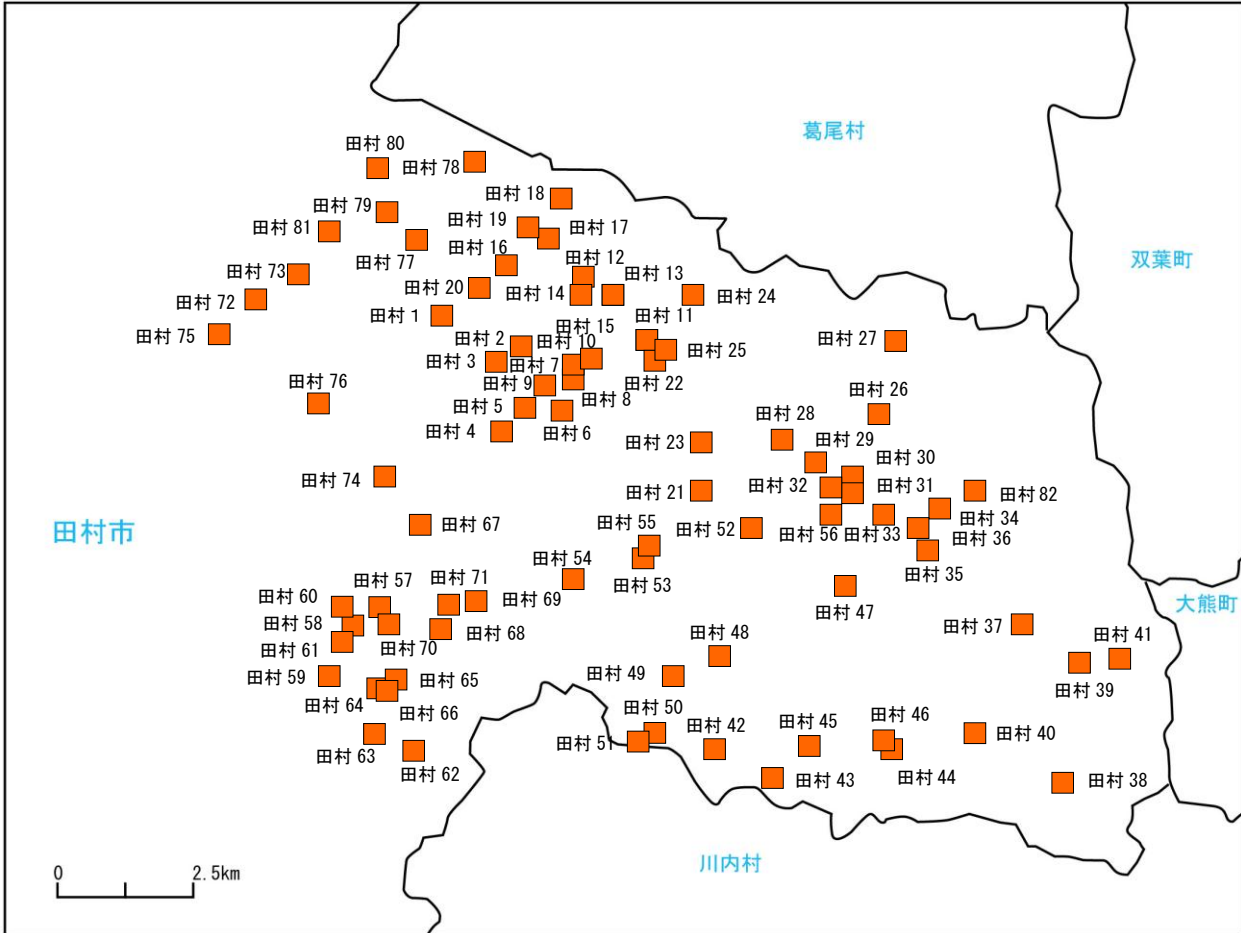 葛尾村
田村 80
田村 78
田村 18
田村 79
田村 19
田村 17
田村 81
田村 77
田村 16
田村 12
双葉町
田村 73
田村 13
田村 20
田村 14
田村 24
田村 72
田村 1
田村 15
田村 11
田村 75
田村 2
田村 10
田村 27
田村 3
田村 7
田村 25
田村 9
田村 22
田村 76
田村 26
田村 5
田村 8
田村 4
田村 6
田村 28
田村 23
田村 29
田村 30
田村 74
田村 32
田村 31
田村 21
田村 82
田村 34
田村市
田村 67
田村 55
田村 52
田村 56
田村 33
田村 36
田村 54
田村 53
田村 35
田村 57
田村 71
田村 60
田村 69
田村 47
大熊町
田村 58
田村 68
田村 37
田村 61
田村 70
田村 48
田村 41
田村 59
田村 65
田村 49
田村 39
田村 64
田村 66
田村 50
田村 42
田村 45
田村 46
田村 40
田村 51
田村 63
田村 62
田村 43
田村 44
田村 38
川内村
0
2.5km